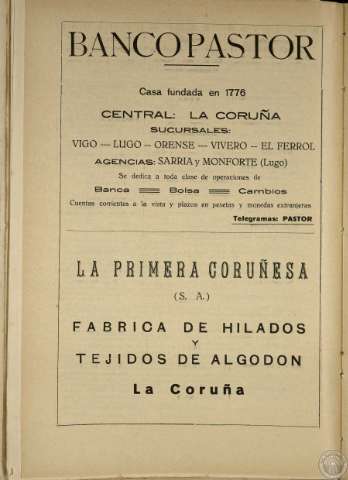 BANCO PASTOR
Casa fundada en 1776
CENTRAL: LA CORUÑA
SUCURSALES:
VIGO — LUGO — ORENSE — VIVERO — EL FERROL
AGENCIAS: SARRIA y MONFORTE (Lugo)
Se dedica a toda clase de operaciones de
Banca Bolsa Cambios
Cuentas corrientes a la vista y plazos en pesetas y monedas extranjeras
Telegramas: PASTOR
LA PRIMERA CORUÑESA
(S. A.)
FABRICA DE HILADOS
Y
TEJIDOS DE ALGODON
La Coruña